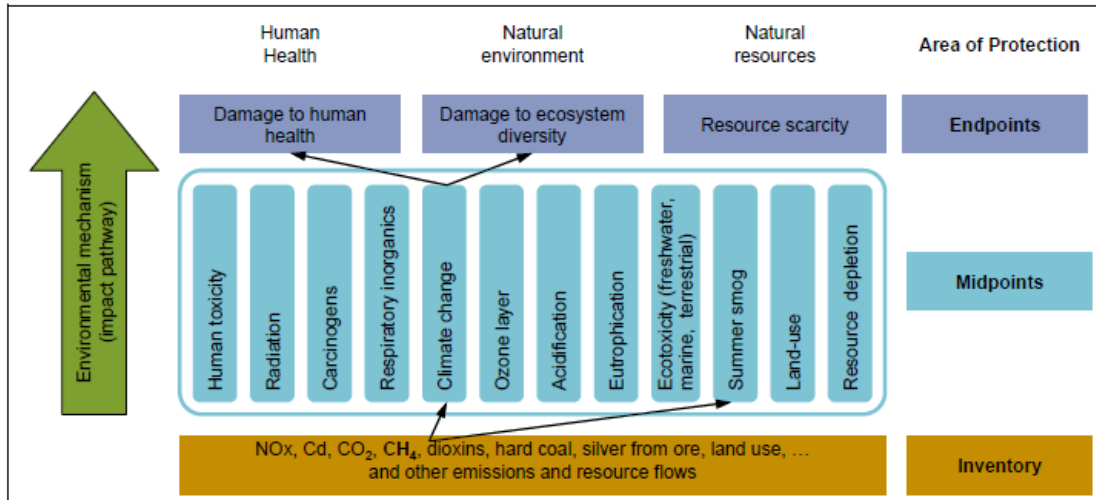 Human
Health
Natural
environment
Natural
resources
Area of Protection
Damage to human
health
Damage to ecosystem
diversity
Resource scarcity
Endpoints
Environmental mechanism
(impact pathway)
Human toxicity
Radiation
Carcinogens
Respiratory inorganics
Climate change
Ozone layer
Acidification
Eutrophication
Ecotoxicity (freshwater,
marine, terrestrial)
Summer smog
Land-use
Resource depletion
Midpoints
NOx, Cd, CO₂, CH₄, dioxins, hard coal, silver from ore, land use, ...
and other emissions and resource flows
Inventory